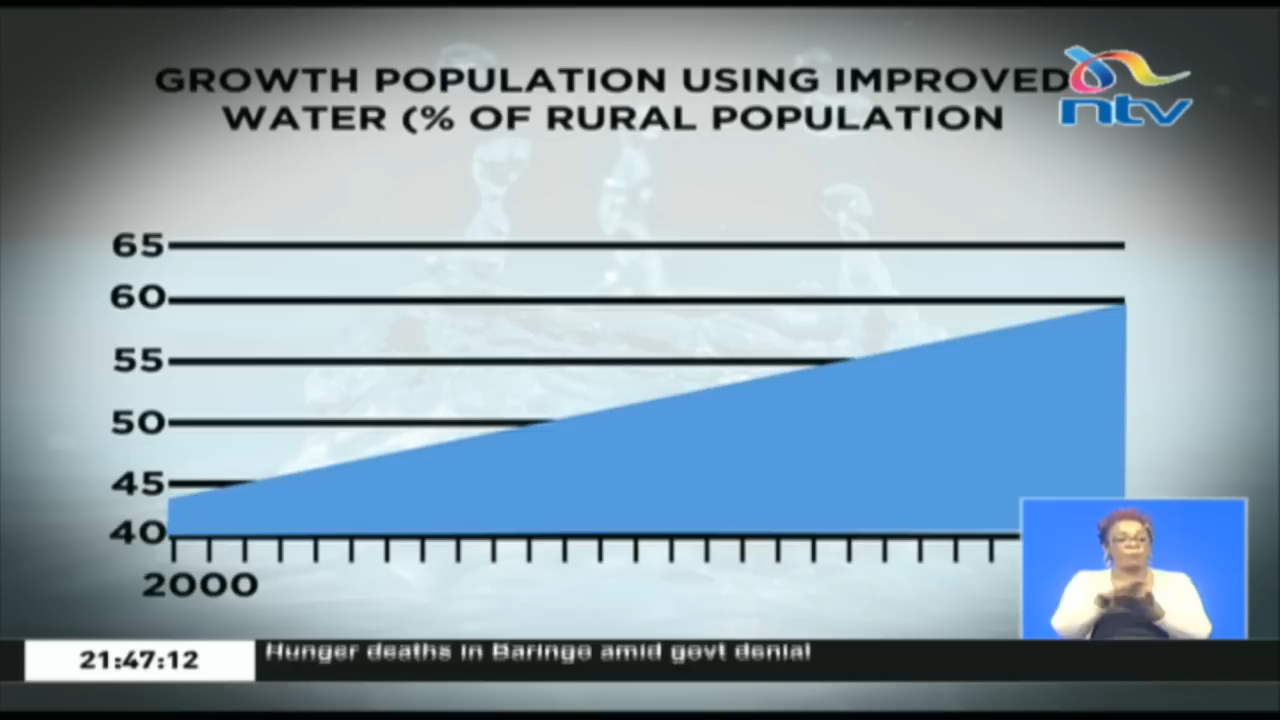 GROWTH POPULATION USING IMPROVED
WATER (% OF RURAL POPULATION
ntv
65
60
55
50
45
40
2000
21:47:12
Hunger deaths in Baringo amid govt denial